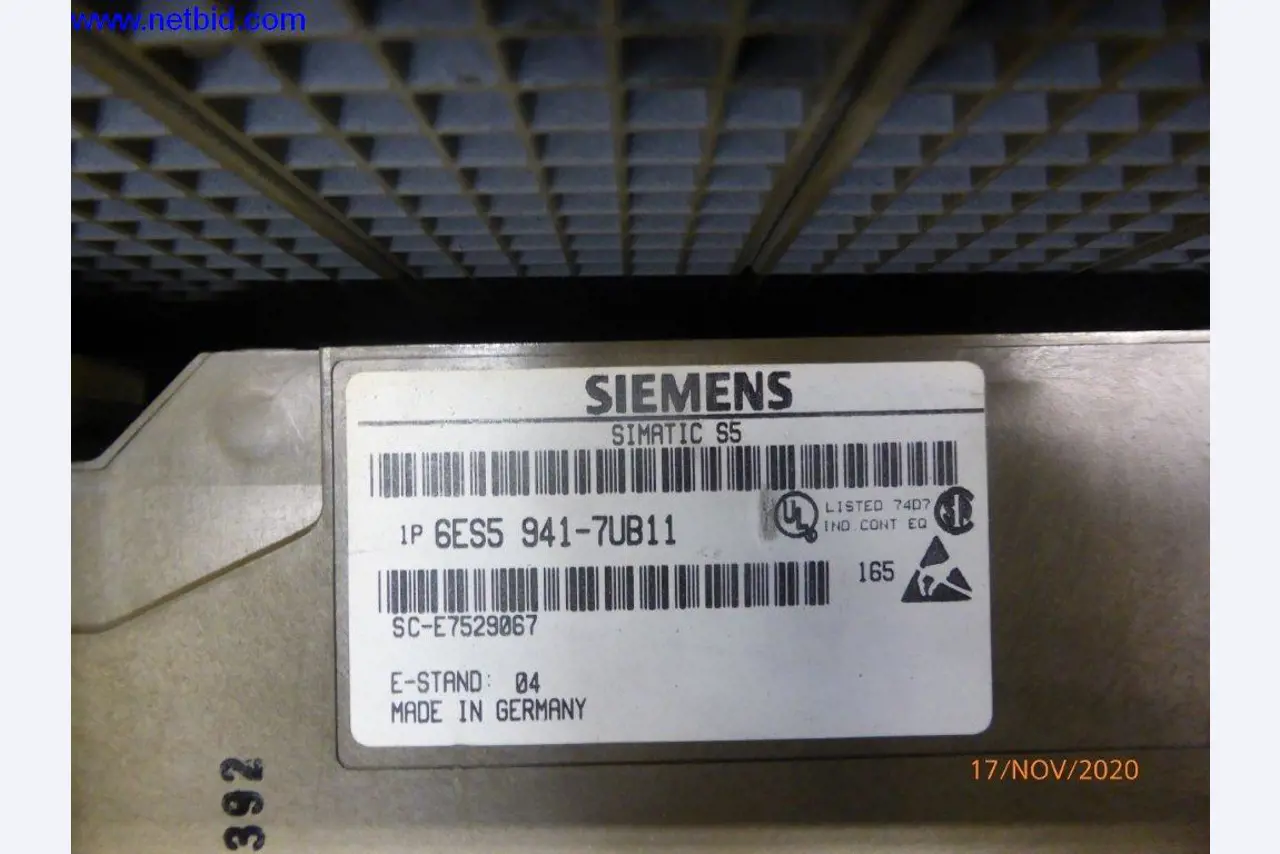 www.netbid.com
SIEMENS
SIMATIC S5
LISTED 74D7
IND.CONT EQ
1P 6ES5 941-7UB11
165
SC-E7529067
E-STAND: 04
MADE IN GERMANY
392
17/NOV/2020